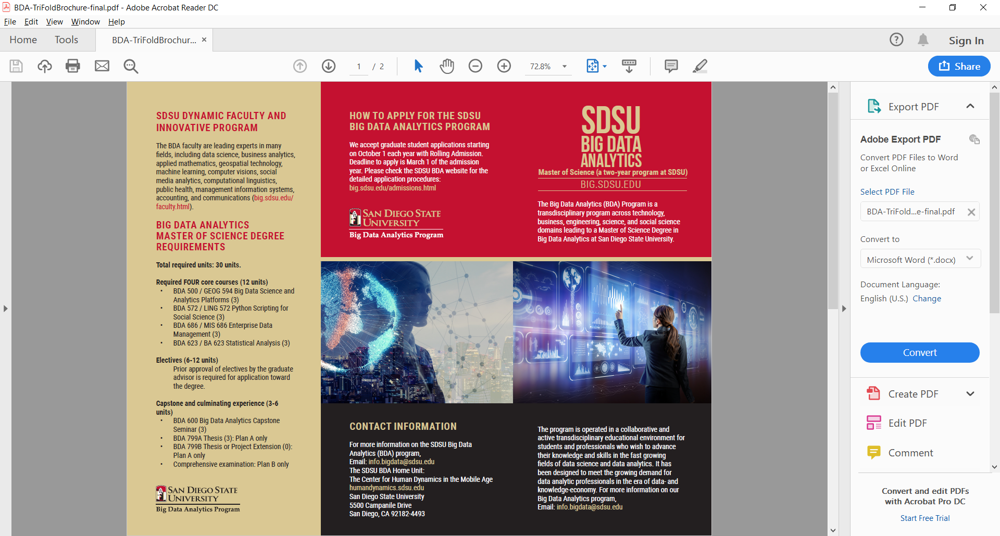 BDA-TriFoldBrochure-final.pdf - Adobe Acrobat Reader DC
File Edit View Window Help
Home Tools BDA-TriFoldBrochur... ×
? Sign In
1 / 2 72.8% Share
SDSU DYNAMIC FACULTY AND
INNOVATIVE PROGRAM
The BDA faculty are leading experts in many
fields, including data science, business analytics,
applied mathematics, geospatial technology,
machine learning, computer visions, social
media analytics, computational linguistics,
public health, management information systems,
accounting, and communications (big.sdsu.edu/
faculty.html).
BIG DATA ANALYTICS
MASTER OF SCIENCE DEGREE
REQUIREMENTS
Total required units: 30 units.
Required FOUR core courses (12 units)
• BDA 500 / GEOG 594 Big Data Science and
Analytics Platforms (3)
• BDA 572 / LING 572 Python Scripting for
Social Science (3)
• BDA 686 / MIS 686 Enterprise Data
Management (3)
• BDA 623 / BA 623 Statistical Analysis (3)
Electives (6-12 units)
Prior approval of electives by the graduate
advisor is required for application toward
the degree.
Capstone and culminating experience (3-6
units)
• BDA 600 Big Data Analytics Capstone
Seminar (3)
• BDA 799A Thesis (3): Plan A only
• BDA 799B Thesis or Project Extension (0):
Plan A only
• Comprehensive examination: Plan B only
SAN DIEGO STATE
UNIVERSITY
Big Data Analytics Program
HOW TO APPLY FOR THE SDSU
BIG DATA ANALYTICS PROGRAM
We accept graduate student applications starting
on October 1 each year with Rolling Admission.
Deadline to apply is March 1 of the admission
year. Please check the SDSU BDA website for the
detailed application procedures:
big.sdsu.edu/admissions.html
SAN DIEGO STATE
UNIVERSITY
Big Data Analytics Program
CONTACT INFORMATION
For more information on the SDSU Big Data
Analytics (BDA) program,
Email: info.bigdata@sdsu.edu
The SDSU BDA Home Unit:
The Center for Human Dynamics in the Mobile Age
humandynamics.sdsu.edu
San Diego State University
5500 Campanile Drive
San Diego, CA 92182-4493
SDSU
BIG DATA
ANALYTICS
Master of Science (a two-year program at SDSU)
BIG.SDSU.EDU
The Big Data Analytics (BDA) Program is a
transdisciplinary program across technology,
business, engineering, science, and social science
domains leading to a Master of Science Degree in
Big Data Analytics at San Diego State University.
The program is operated in a collaborative and
active transdisciplinary educational environment for
students and professionals who wish to advance
their knowledge and skills in the fast growing
fields of data science and data analytics. It has
been designed to meet the growing demand for
data analytic professionals in the era of data- and
knowledge-economy. For more information on our
Big Data Analytics program,
Email: info.bigdata@sdsu.edu
Export PDF
Adobe Export PDF
Convert PDF Files to Word
or Excel Online
Select PDF File
BDA-TriFold...e-final.pdf
Convert to
Microsoft Word (*.docx)
Document Language:
English (U.S.) Change
Convert
Create PDF
Edit PDF
Comment
Convert and edit PDFs
with Acrobat Pro DC
Start Free Trial